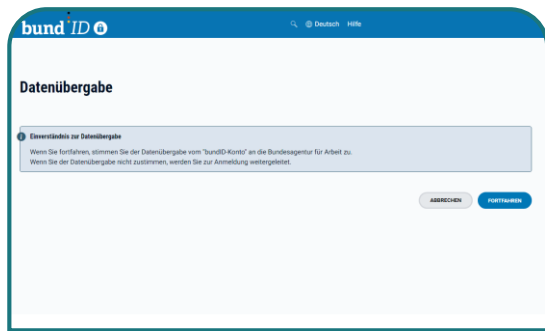 bund ID
Deutsch Hilfe
Datenübergabe
Einverständnis zur Datenübergabe
Wenn Sie fortfahren, stimmen Sie der Datenübergabe vom "bundID-Konto" an die Bundesagentur für Arbeit zu.
Wenn Sie der Datenübergabe nicht zustimmen, werden Sie zur Anmeldung weitergeleitet.
ABBRECHEN FORTFAHREN